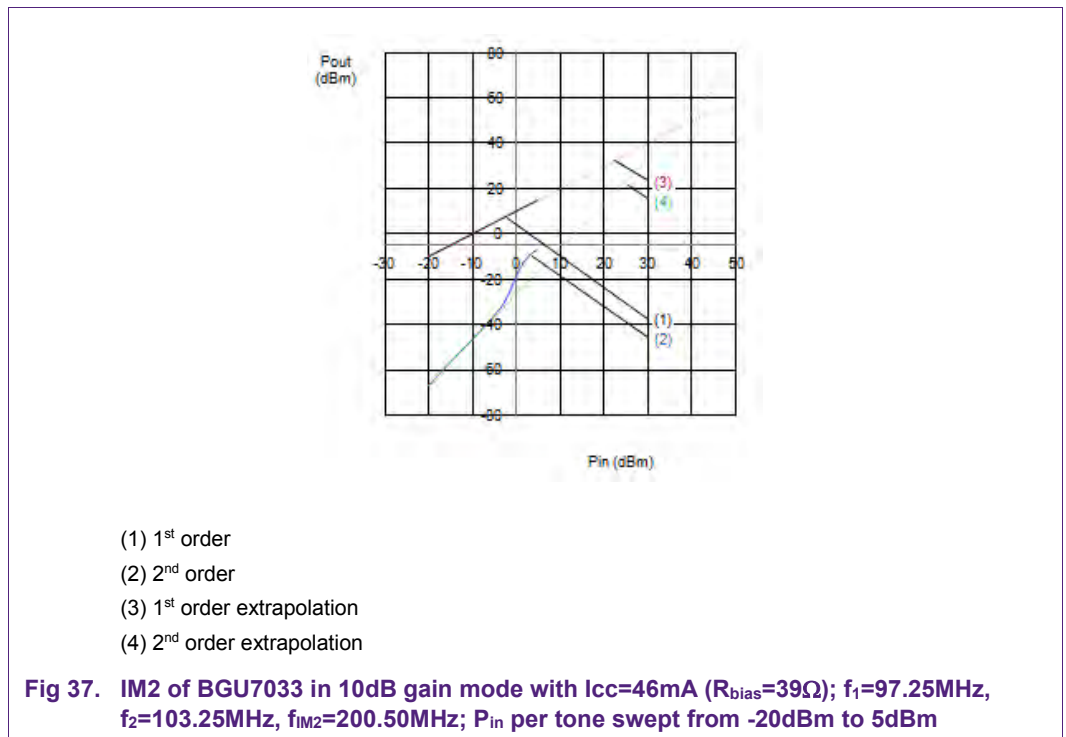 Pout
(dBm)
80
60
40
20
0
-20
-40
-60
-80
-30 -20 -10 0 10 20 30 40 50
(3)
(4)
(1)
(2)
Pin (dBm)
(1) 1st order
(2) 2nd order
(3) 1st order extrapolation
(4) 2nd order extrapolation
Fig 37. IM2 of BGU7033 in 10dB gain mode with Icc=46mA (Rbias=39Ω); f1=97.25MHz,
f2=103.25MHz, fIM2=200.50MHz; Pin per tone swept from -20dBm to 5dBm